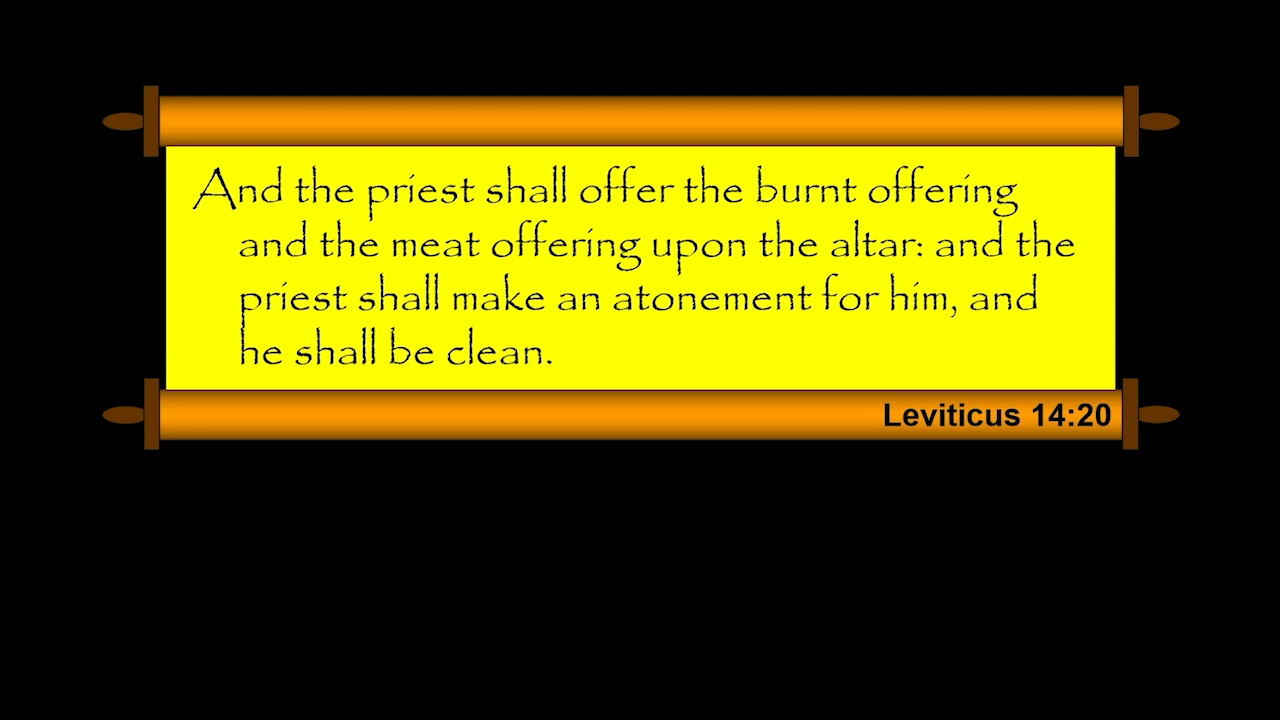 And the priest shall offer the burnt offering
and the meat offering upon the altar: and the
priest shall make an atonement for him, and
he shall be clean.
Leviticus 14:20